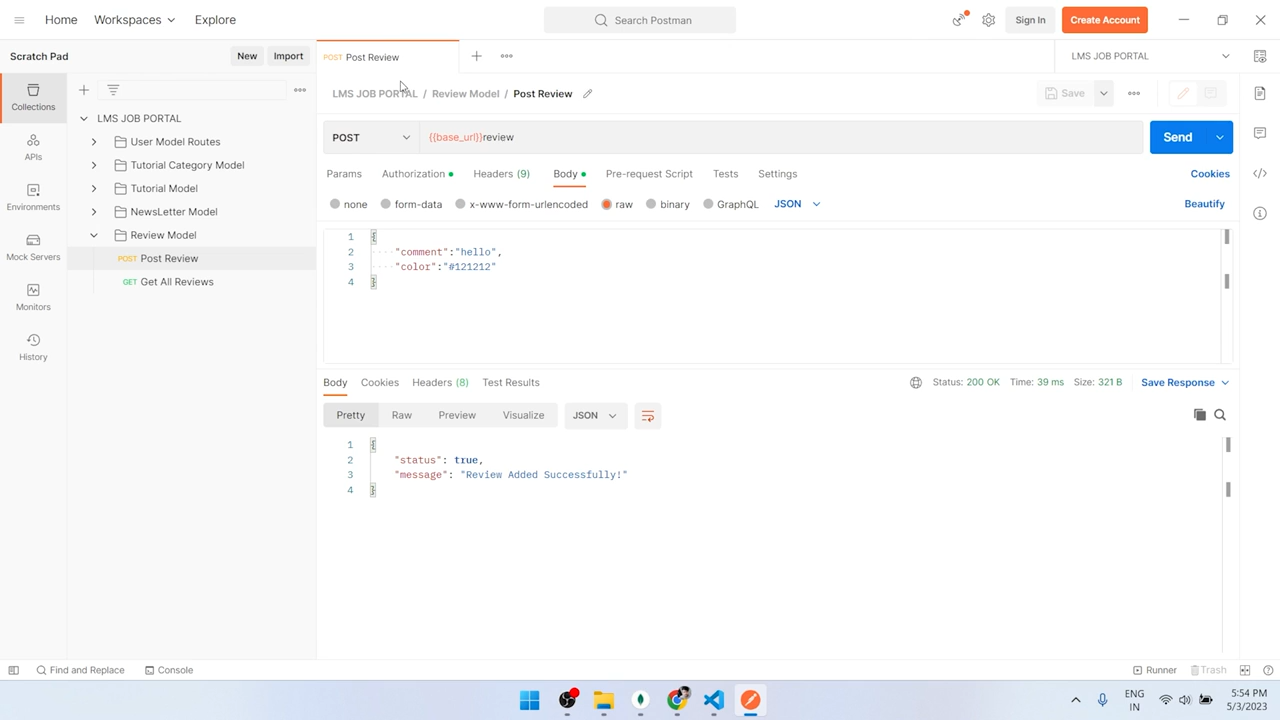 Home Workspaces Explore Search Postman Sign In Create Account
Scratch Pad New Import POST Post Review LMS JOB PORTAL
Collections
APIs
Environments
Mock Servers
Monitors
History
LMS JOB PORTAL
User Model Routes
Tutorial Category Model
Tutorial Model
NewsLetter Model
Review Model
POST Post Review
GET Get All Reviews
LMS JOB PORTAL / Review Model / Post Review Save
POST {{base_url}}review Send
Params Authorization Headers (9) Body Pre-request Script Tests Settings Cookies
none form-data x-www-form-urlencoded raw binary GraphQL JSON Beautify
1 {
2 "comment":"hello",
3 "color":"#121212"
4 }
Body Cookies Headers (8) Test Results Status: 200 OK Time: 39 ms Size: 321 B Save Response
Pretty Raw Preview Visualize JSON
1 {
2 "status": true,
3 "message": "Review Added Successfully!"
4 }
Find and Replace Console Runner Trash
ENG 5:54 PM
IN 5/3/2023